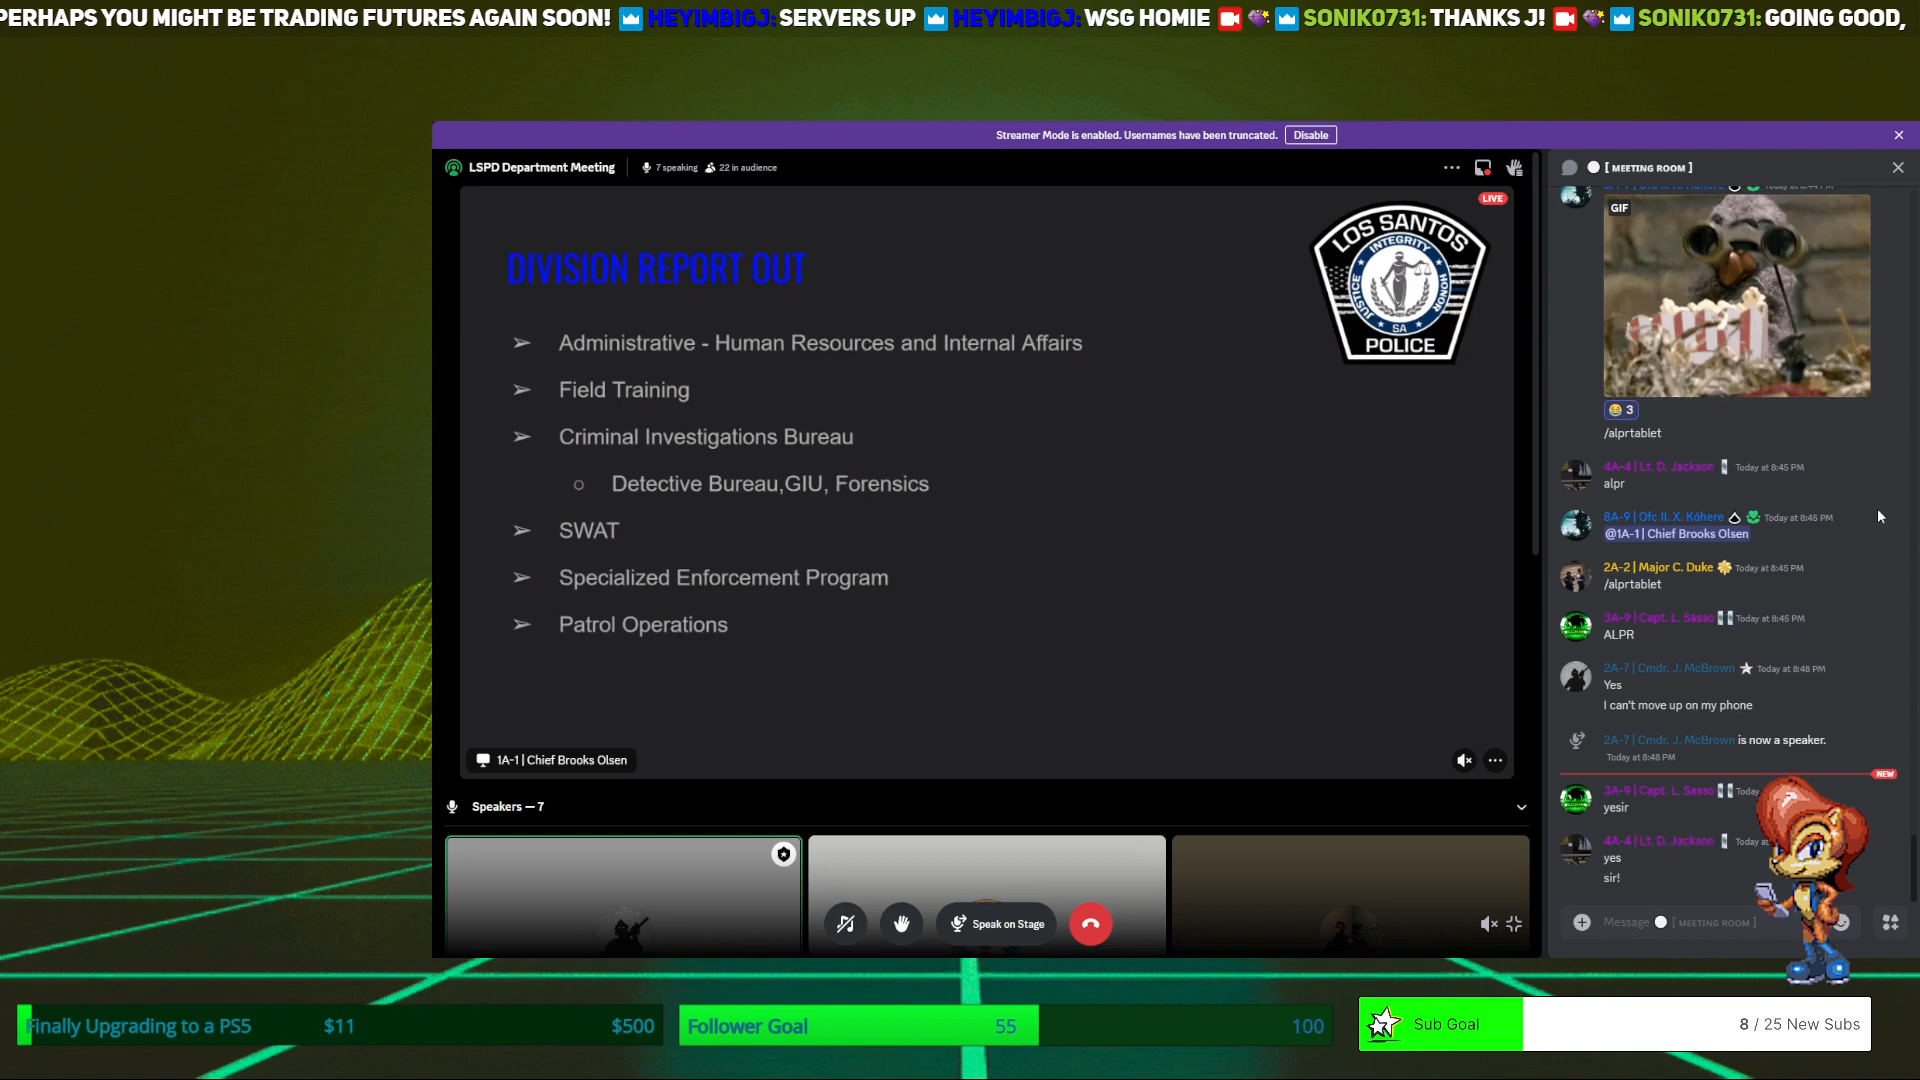 PERHAPS YOU MIGHT BE TRADING FUTURES AGAIN SOON! HEYIMBIGJ: SERVERS UP HEYIMBIGJ: WSG HOMIE SONIK0731: THANKS J! SONIK0731: GOING GOOD,
Streamer Mode is enabled. Usernames have been truncated. Disable
LSPD Department Meeting 7 speaking 22 in audience
LIVE
DIVISION REPORT OUT
Administrative - Human Resources and Internal Affairs
Field Training
Criminal Investigations Bureau
Detective Bureau,GIU, Forensics
SWAT
Specialized Enforcement Program
Patrol Operations
LOS SANTOS
INTEGRITY
JUSTICE
HONOR
SA
POLICE
1A-1 | Chief Brooks Olsen
Speakers — 7
Speak on Stage
[ MEETING ROOM ]
GIF
3
/alprtablet
4A-4 | Lt. D. Jackson Today at 8:45 PM
alpr
8A-9 | Ofc II. X. Kóhere Today at 8:45 PM
@1A-1 | Chief Brooks Olsen
2A-2 | Major C. Duke Today at 8:45 PM
/alprtablet
3A-9 | Capt. L. Sasso Today at 8:45 PM
ALPR
2A-7 | Cmdr. J. McBrown Today at 8:48 PM
Yes
I can't move up on my phone
2A-7 | Cmdr. J. McBrown is now a speaker.
Today at 8:48 PM
NEW
3A-9 | Capt. L. Sasso Today
yesir
4A-4 | Lt. D. Jackson Today at
yes
sir!
Message [ MEETING ROOM ]
Finally Upgrading to a PS5 $11 $500
Follower Goal 55 100
Sub Goal 8 / 25 New Subs